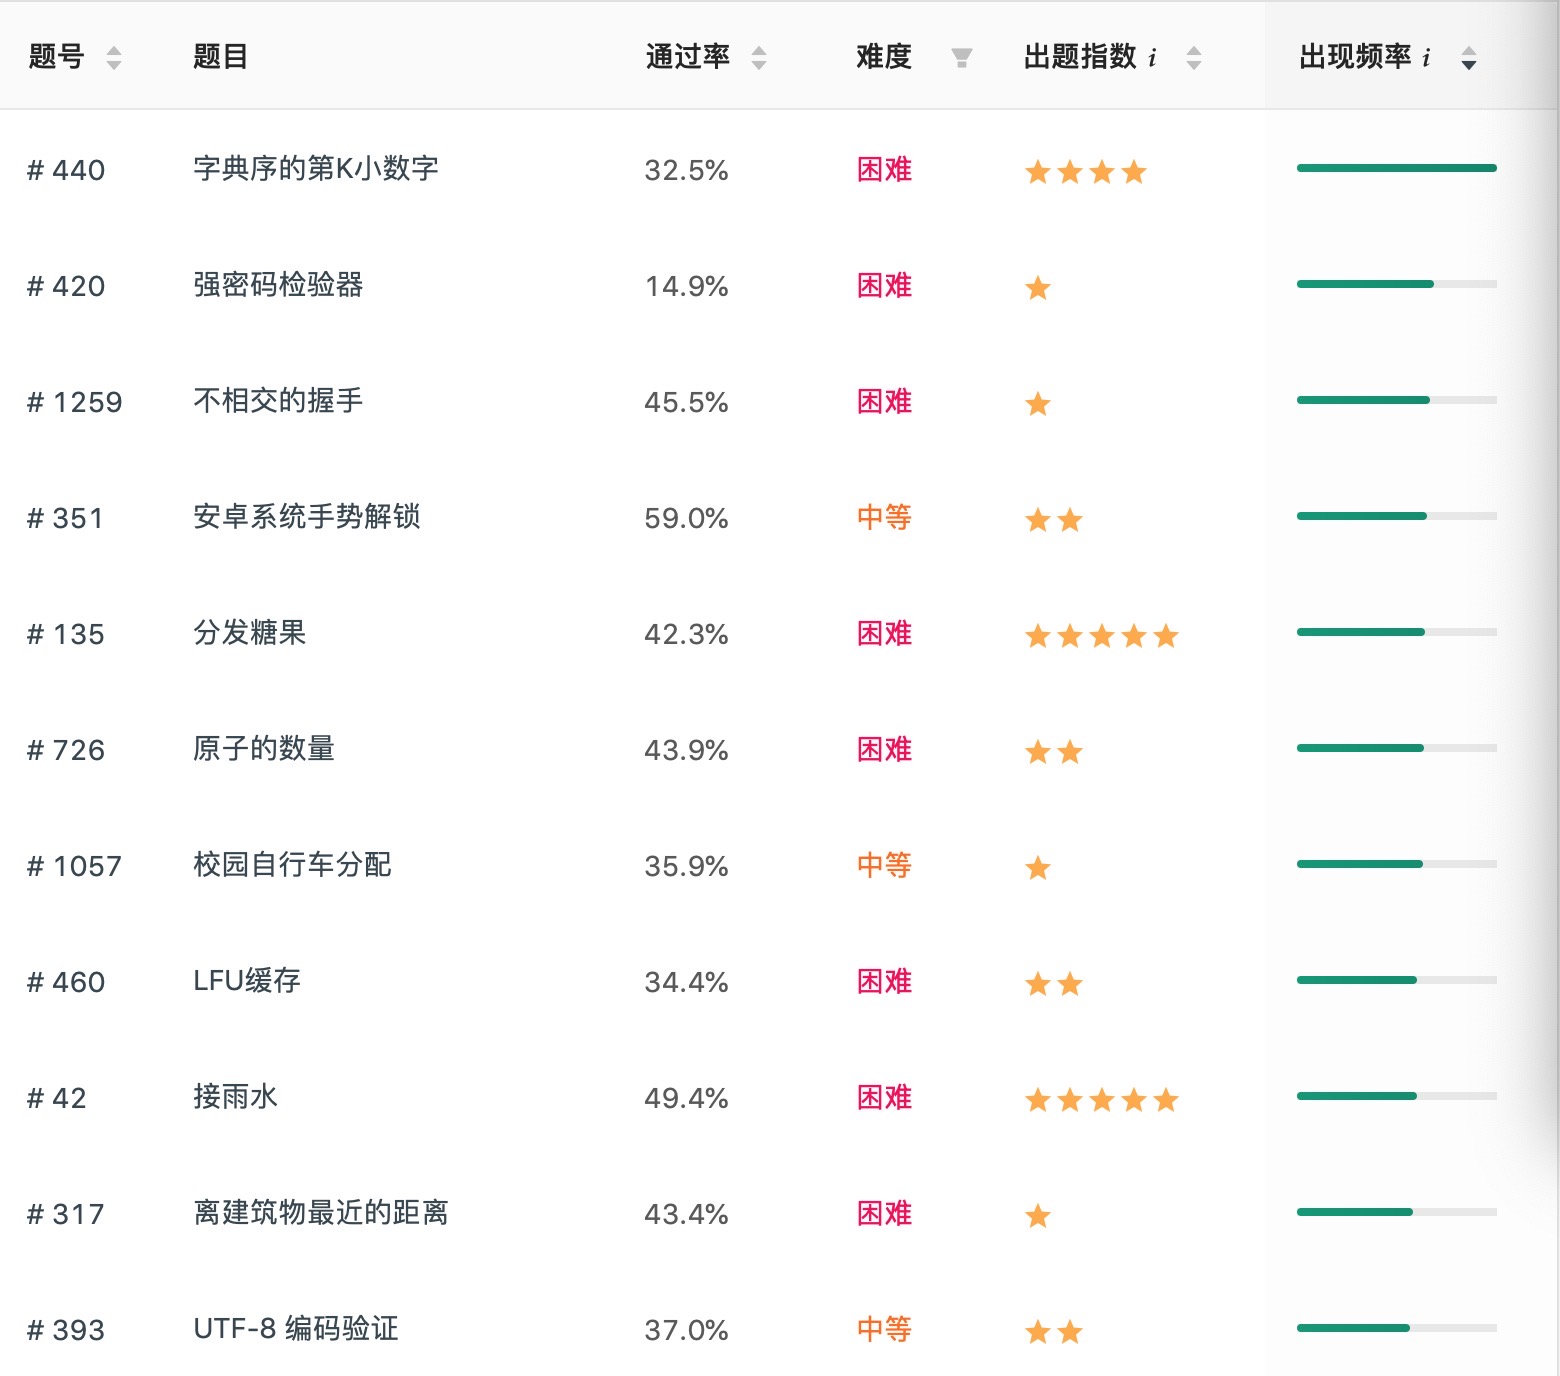 题号 题目 通过率 难度 出题指数 i 出现频率 i
# 440 字典序的第K小数字 32.5% 困难
# 420 强密码检验器 14.9% 困难
# 1259 不相交的握手 45.5% 困难
# 351 安卓系统手势解锁 59.0% 中等
# 135 分发糖果 42.3% 困难
# 726 原子的数量 43.9% 困难
# 1057 校园自行车分配 35.9% 中等
# 460 LFU缓存 34.4% 困难
# 42 接雨水 49.4% 困难
# 317 离建筑物最近的距离 43.4% 困难
# 393 UTF-8 编码验证 37.0% 中等